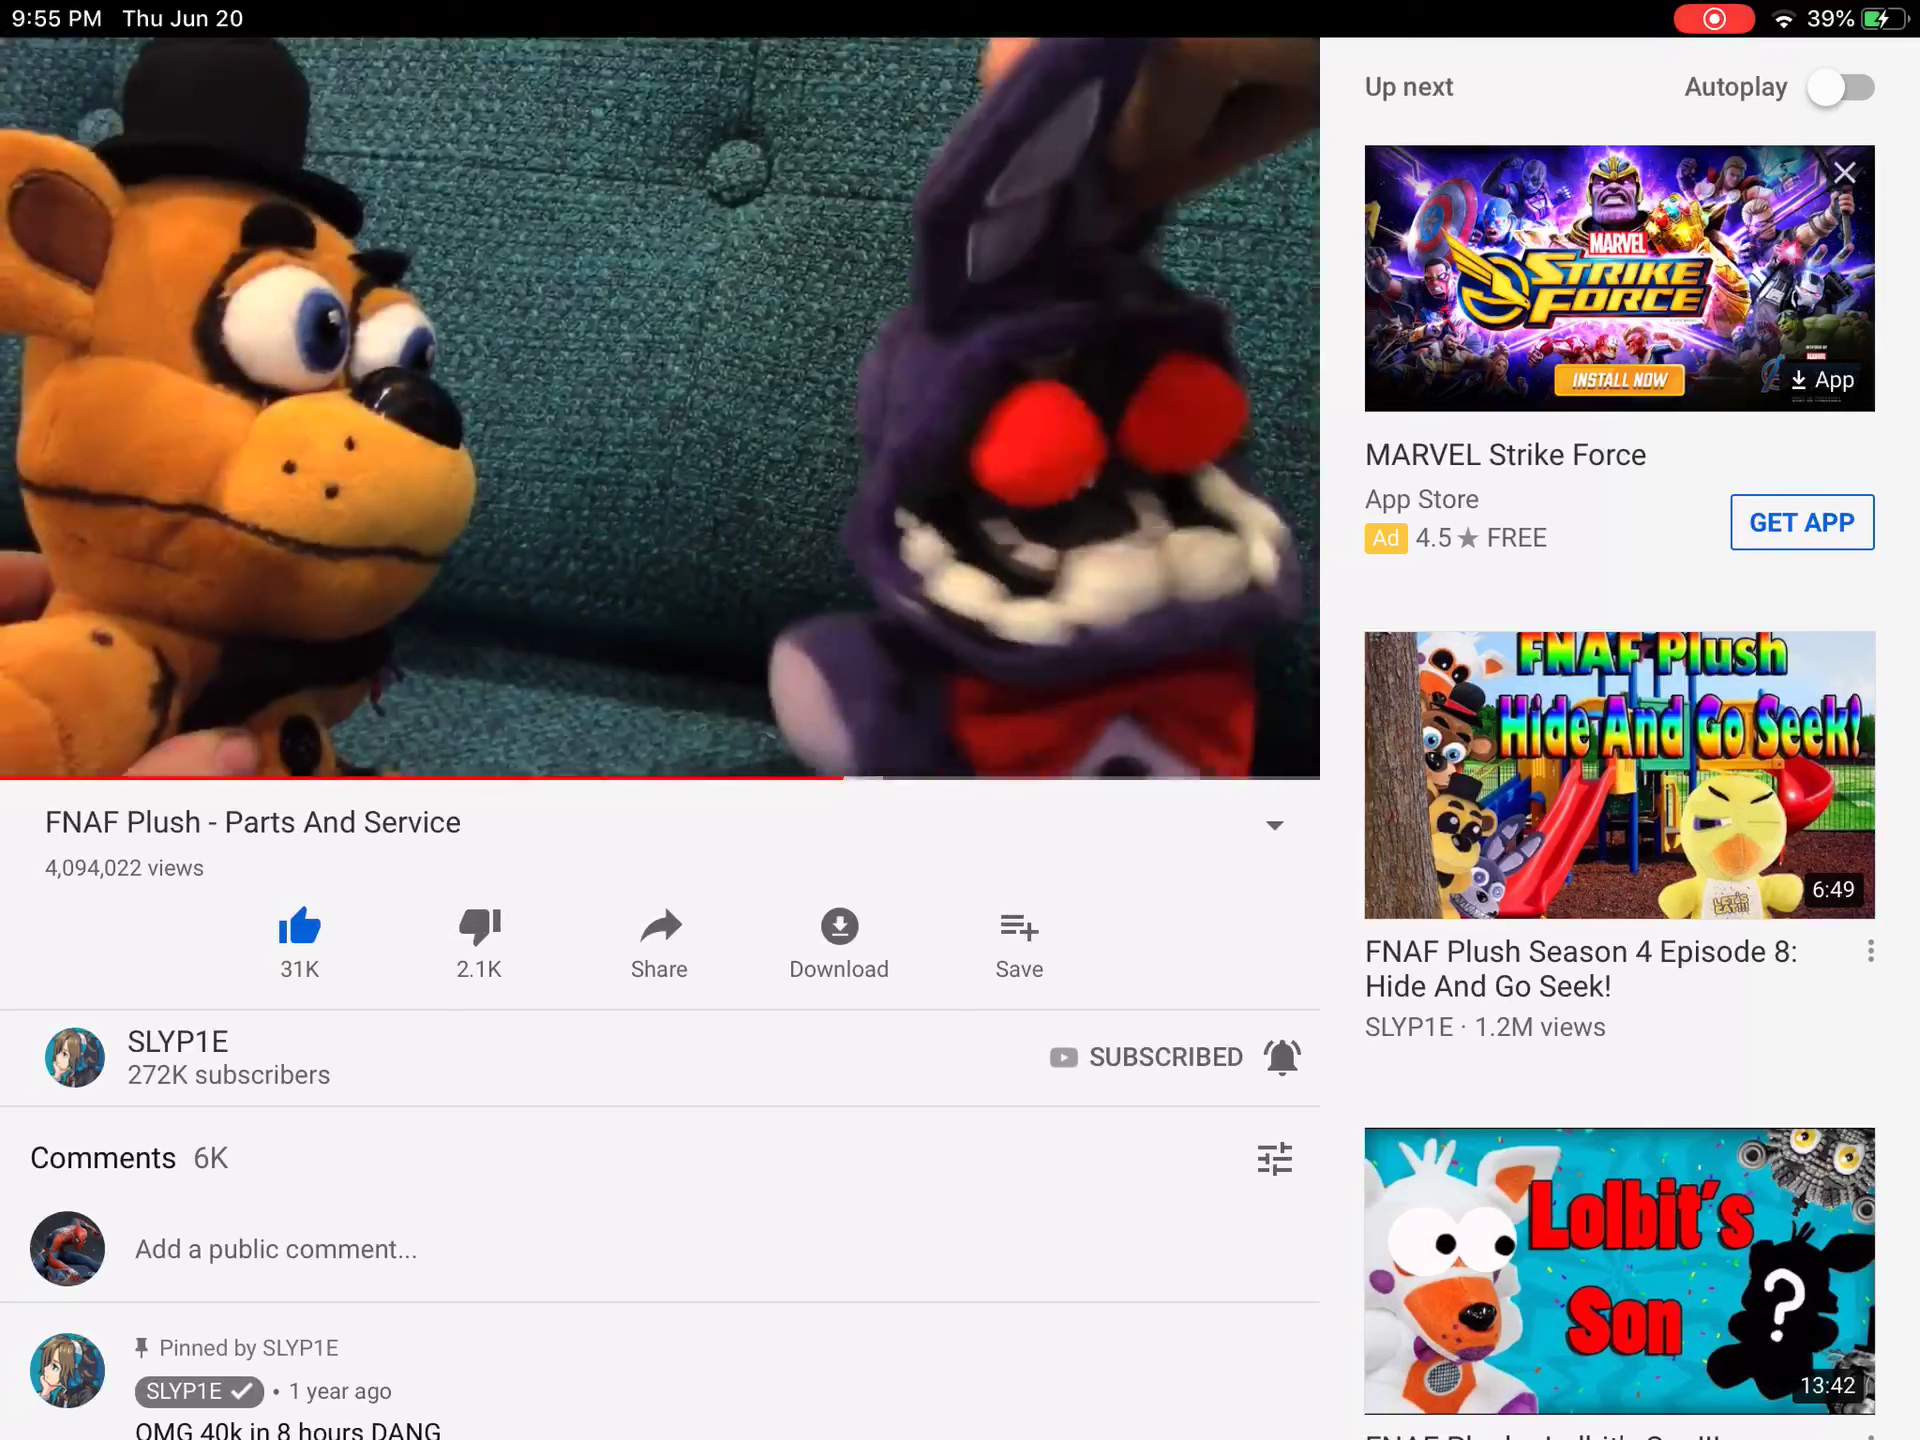 9:55 PM Thu Jun 20
39%
Up next
Autoplay
MARVEL
STRIKE
FORCE
INSTALL NOW
App
MARVEL Strike Force
App Store
Ad 4.5 ★ FREE
GET APP
FNAF Plush
Hide And Go Seek!
LET'S
EAT!!!
6:49
FNAF Plush Season 4 Episode 8:
Hide And Go Seek!
SLYP1E · 1.2M views
Lolbit's
Son
?
13:42
FNAF Plush - Parts And Service
4,094,022 views
31K
2.1K
Share
Download
Save
SLYP1E
272K subscribers
SUBSCRIBED
Comments 6K
Add a public comment...
Pinned by SLYP1E
SLYP1E • 1 year ago
OMG 40k in 8 hours DANG